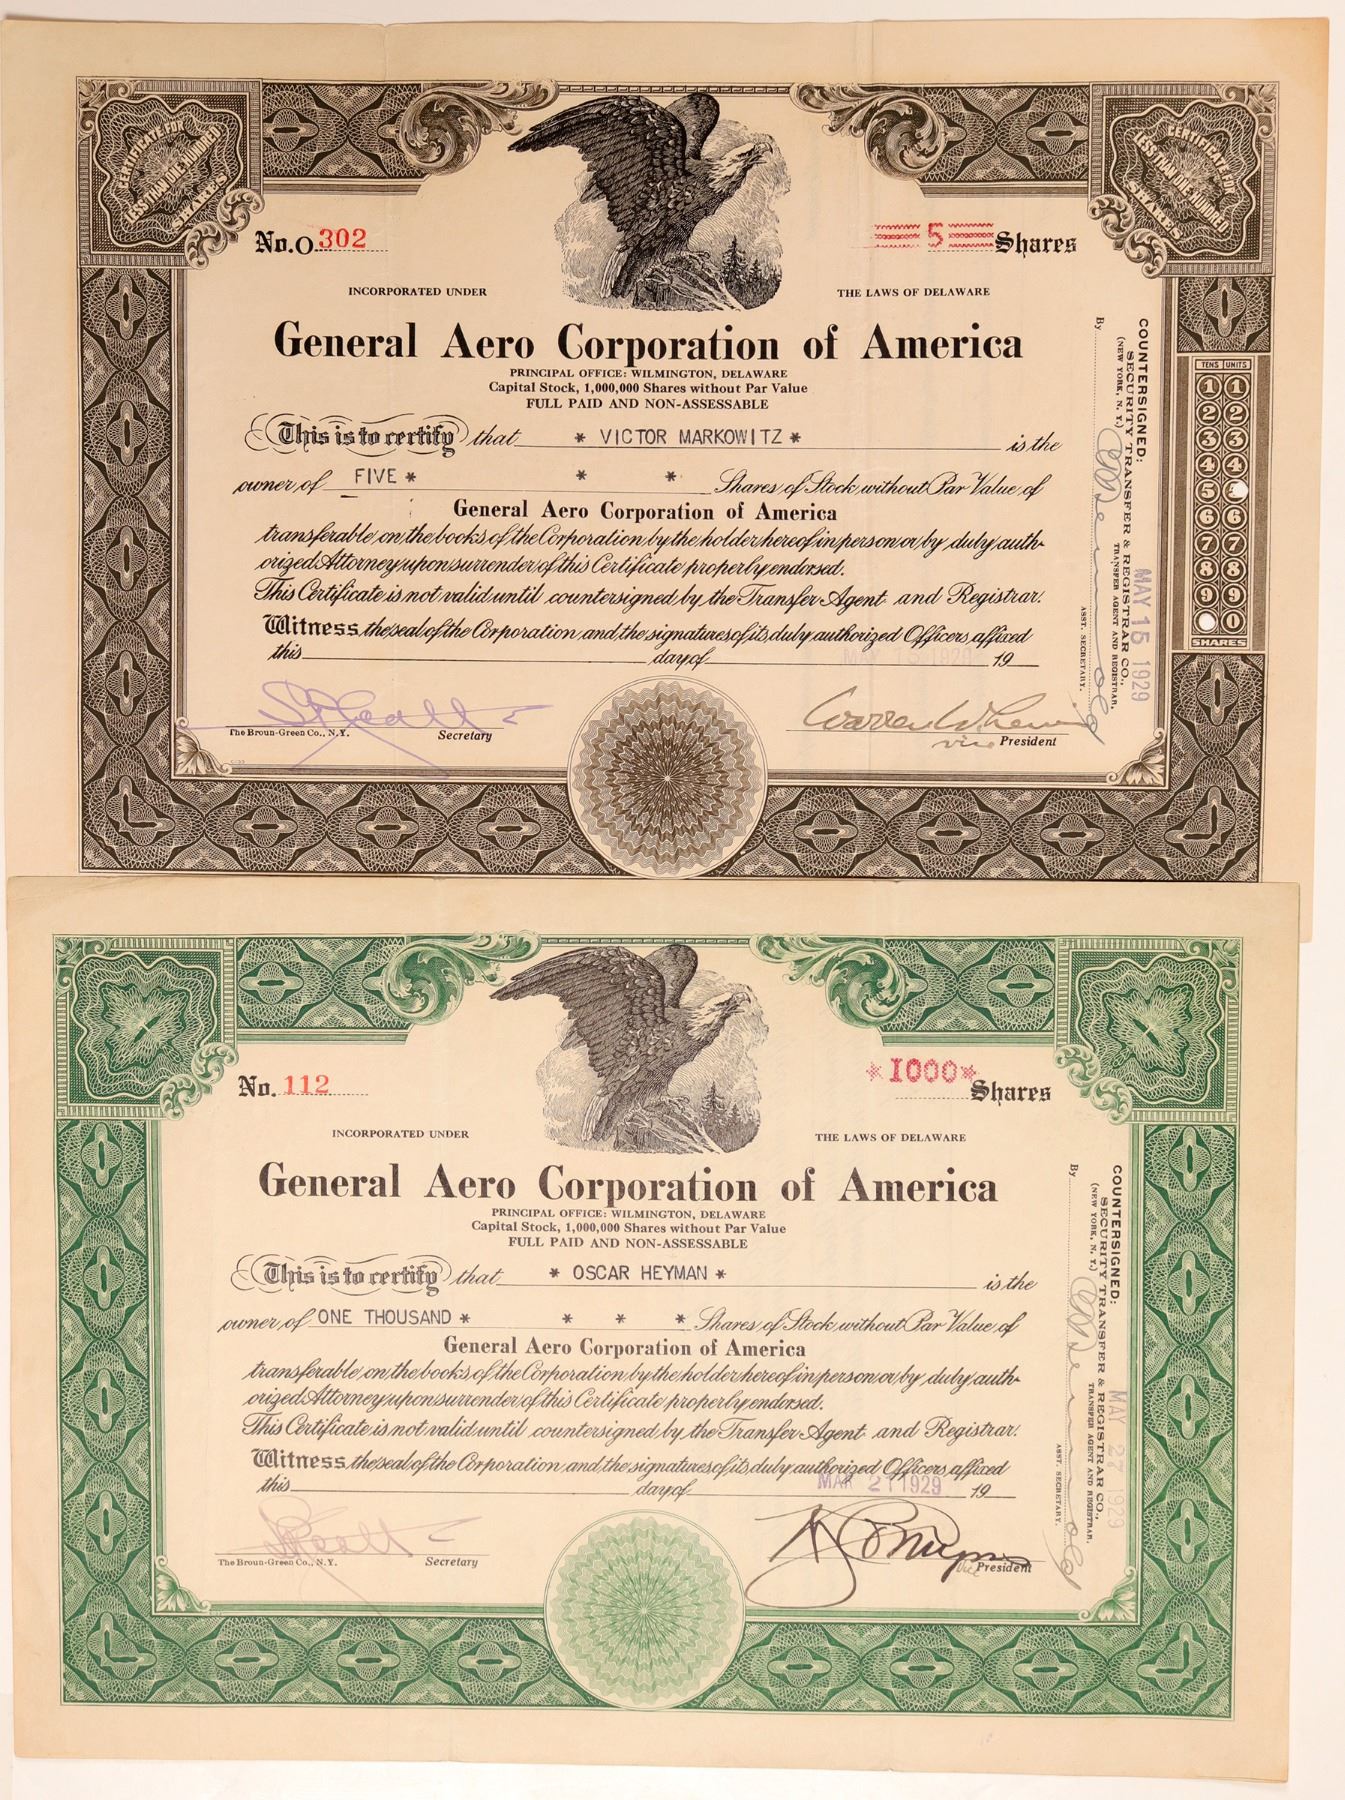 CERTIFICATE FOR
LESS THAN ONE HUNDRED
SHARES
CERTIFICATE FOR
LESS THAN ONE HUNDRED
SHARES
No. O 302
5 Shares
INCORPORATED UNDER THE LAWS OF DELAWARE
General Aero Corporation of America
PRINCIPAL OFFICE: WILMINGTON, DELAWARE
Capital Stock, 1,000,000 Shares without Par Value
FULL PAID AND NON-ASSESSABLE
This is to certify that * VICTOR MARKOWITZ * is the
owner of FIVE * * * Shares of Stock without Par Value of
General Aero Corporation of America
transferable on the books of the Corporation by the holder hereof in person or by duly auth-
orized Attorney upon surrender of this Certificate properly endorsed.
This Certificate is not valid until countersigned by the Transfer Agent and Registrar.
Witness the seal of the Corporation and the signatures of its duly authorized Officers affixed
this day of MAY 15 1929 19
The Broun-Green Co., N.Y.
Secretary
vice President
C-33
COUNTERSIGNED:
SECURITY TRANSFER & REGISTRAR CO.,
(NEW YORK, N. Y.) TRANSFER AGENT AND REGISTRAR,
By
ASST. SECRETARY.
MAY 15 1929
TENS UNITS
1 1
2 2
3 3
4 4
5
6 6
7 7
8 8
9 9
0
SHARES
No. 112
*1000* Shares
INCORPORATED UNDER THE LAWS OF DELAWARE
General Aero Corporation of America
PRINCIPAL OFFICE: WILMINGTON, DELAWARE
Capital Stock, 1,000,000 Shares without Par Value
FULL PAID AND NON-ASSESSABLE
This is to certify that * OSCAR HEYMAN * is the
owner of ONE THOUSAND * * * * Shares of Stock without Par Value of
General Aero Corporation of America
transferable on the books of the Corporation by the holder hereof in person or by duly auth-
orized Attorney upon surrender of this Certificate properly endorsed.
This Certificate is not valid until countersigned by the Transfer Agent and Registrar.
Witness the seal of the Corporation and the signatures of its duly authorized Officers affixed
this day of MAR 21 1929 19
The Broun-Green Co., N.Y.
Secretary
Vice President
COUNTERSIGNED:
SECURITY TRANSFER & REGISTRAR CO.,
(NEW YORK, N. Y.) TRANSFER AGENT AND REGISTRAR,
By
ASST. SECRETARY.
MAY 27 1929